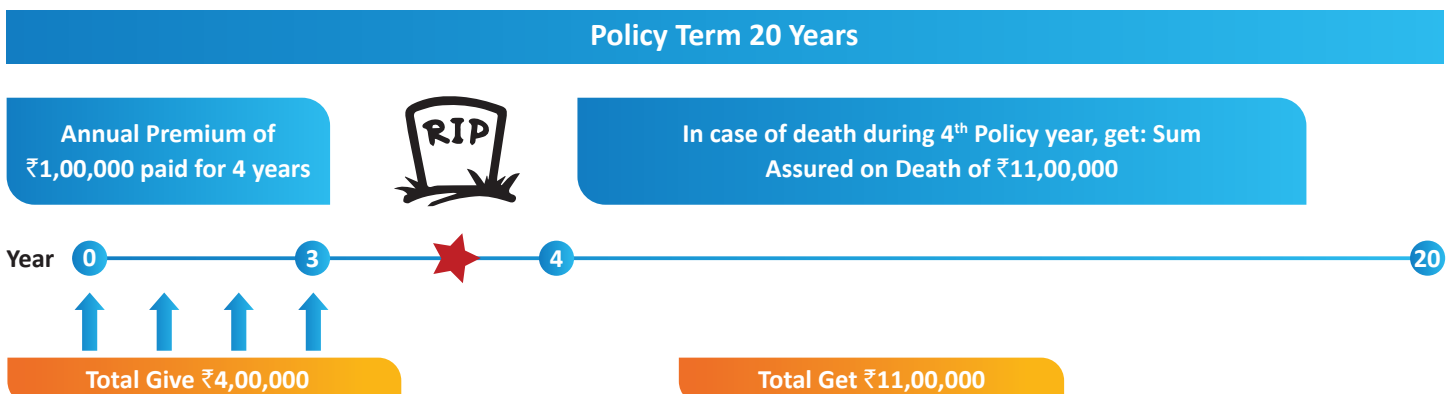 Policy Term 20 Years
Annual Premium of
₹1,00,000 paid for 4 years
RIP
In case of death during 4th Policy year, get: Sum
Assured on Death of ₹11,00,000
Year 0 3 4 20
Total Give ₹4,00,000
Total Get ₹11,00,000